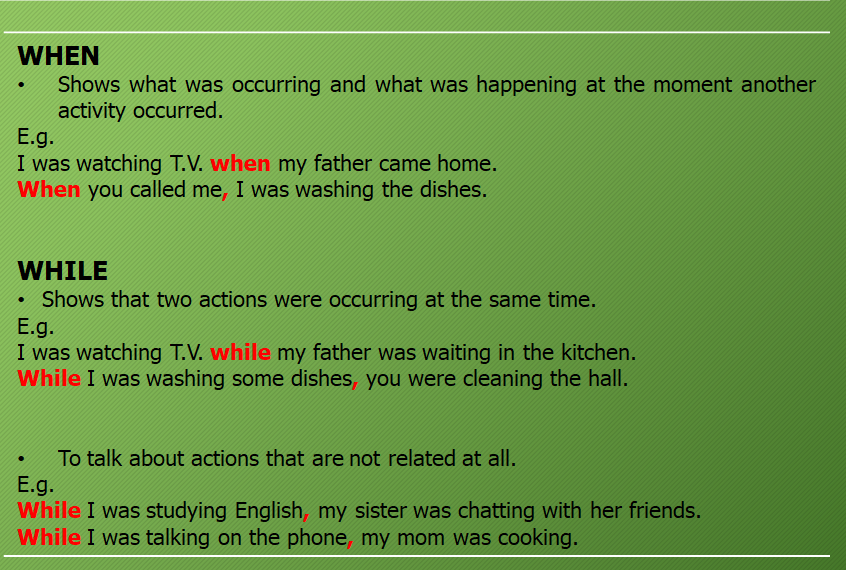 WHEN
• Shows what was occurring and what was happening at the moment another
activity occurred.
E.g.
I was watching T.V. when my father came home.
When you called me, I was washing the dishes.
WHILE
• Shows that two actions were occurring at the same time.
E.g.
I was watching T.V. while my father was waiting in the kitchen.
While I was washing some dishes, you were cleaning the hall.
• To talk about actions that are not related at all.
E.g.
While I was studying English, my sister was chatting with her friends.
While I was talking on the phone, my mom was cooking.